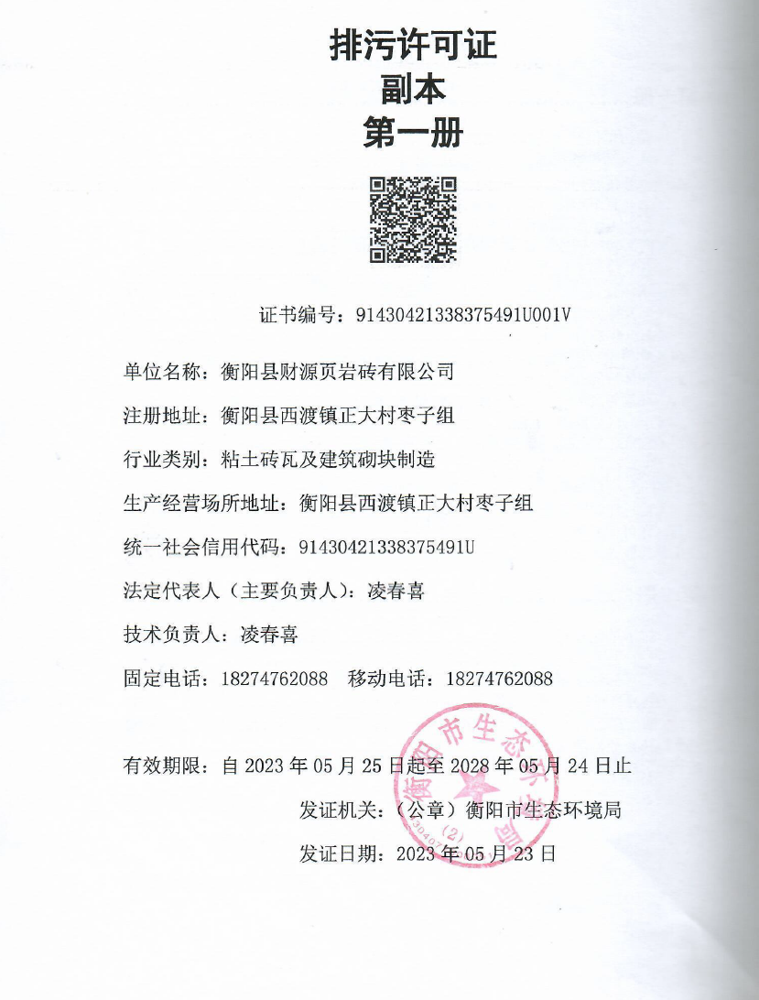 排污许可证
副本
第一册
证书编号：91430421338375491U001V
单位名称：衡阳县财源页岩砖有限公司
注册地址：衡阳县西渡镇正大村枣子组
行业类别：粘土砖瓦及建筑砌块制造
生产经营场所地址：衡阳县西渡镇正大村枣子组
统一社会信用代码：91430421338375491U
法定代表人（主要负责人）：凌春喜
技术负责人：凌春喜
固定电话：18274762088 移动电话：18274762088
有效期限：自 2023 年 05 月 25 日起至 2028 年 05 月 24 日止
发证机关：（公章）衡阳市生态环境局
发证日期：2023 年 05 月 23 日
衡阳市生态环境局
(2)